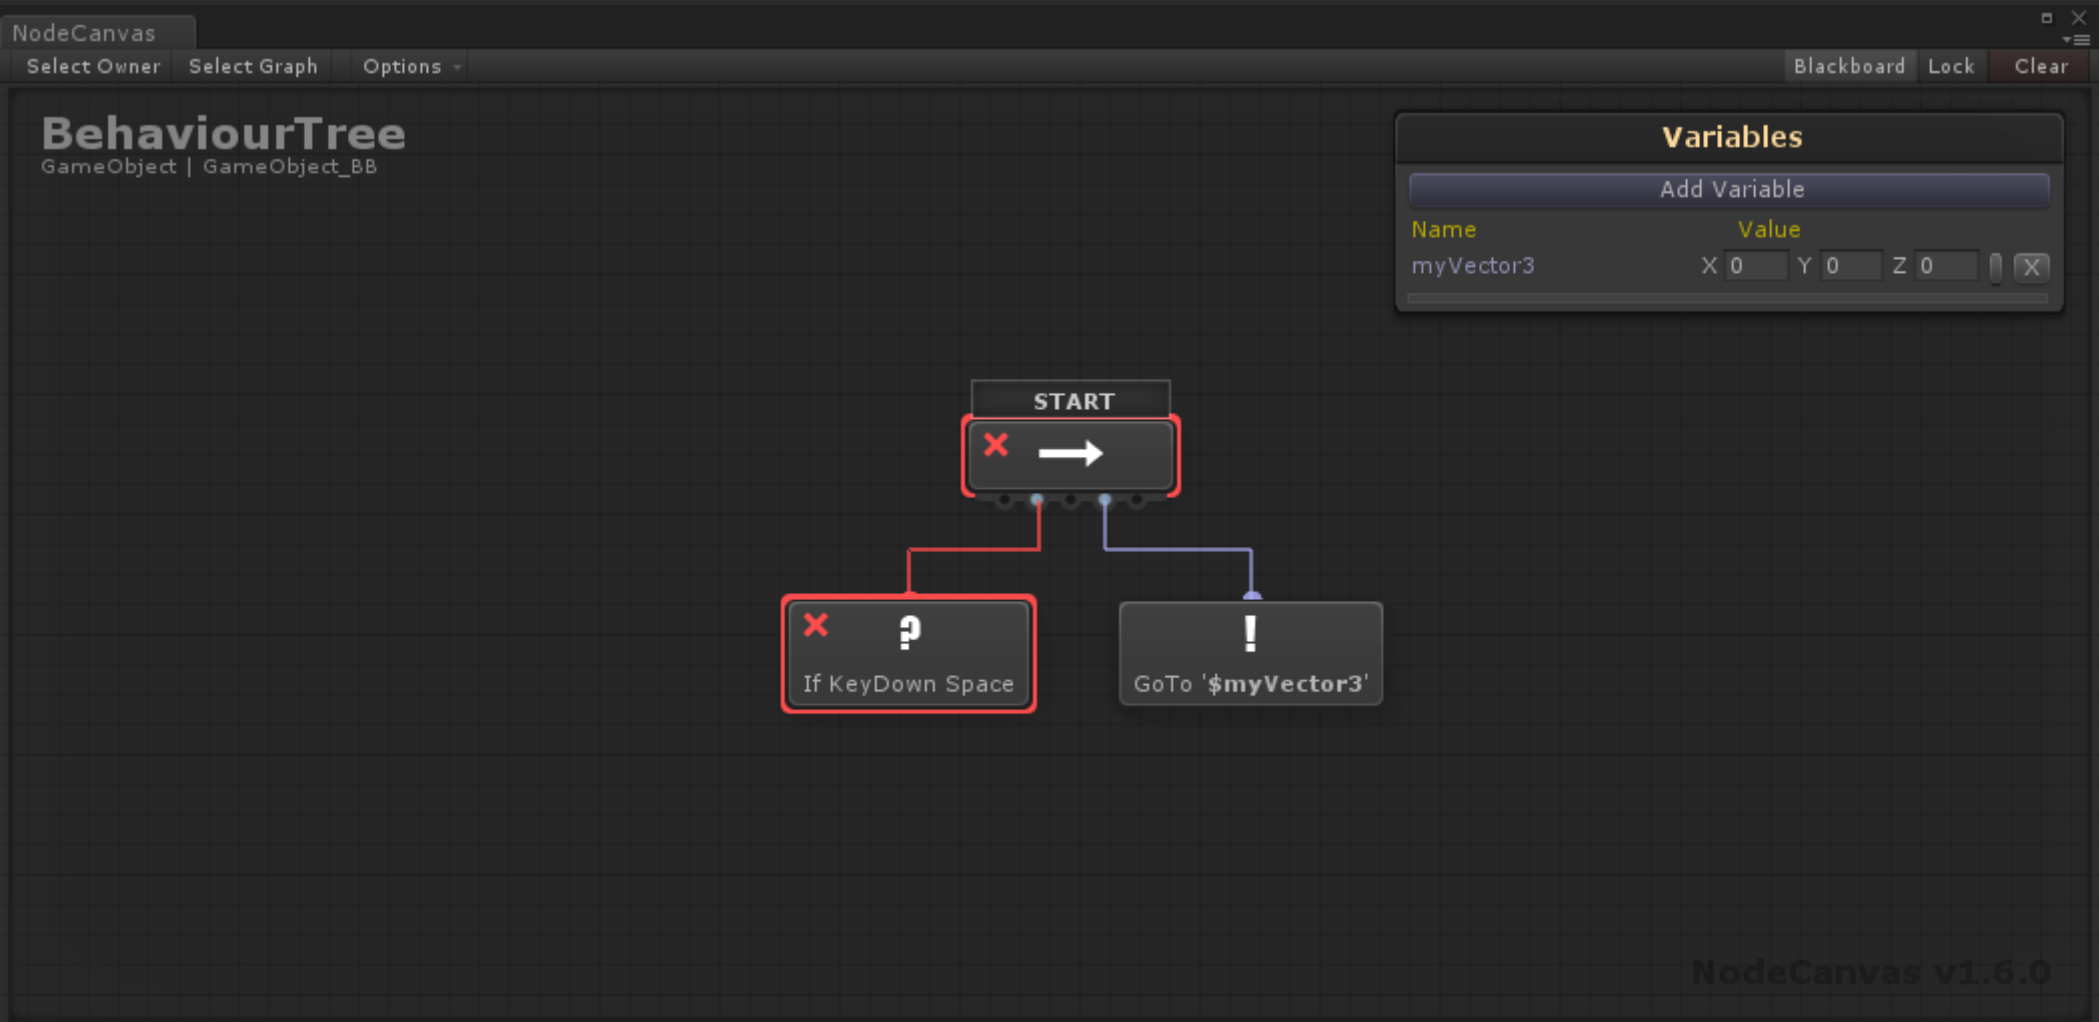 NodeCanvas
Select Owner Select Graph Options Blackboard Lock Clear
BehaviourTree
GameObject | GameObject_BB
Variables
Add Variable
Name Value
myVector3 X 0 Y 0 Z 0 X
START
?
If KeyDown Space
!
GoTo '$myVector3'
NodeCanvas v1.6.0